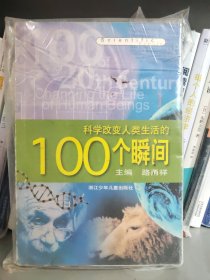 Scientific
100
20th Century
Changing the Life
of Human Beings
科学改变人类生活的
100个瞬间
主编 路甬祥
浙江少年儿童出版社